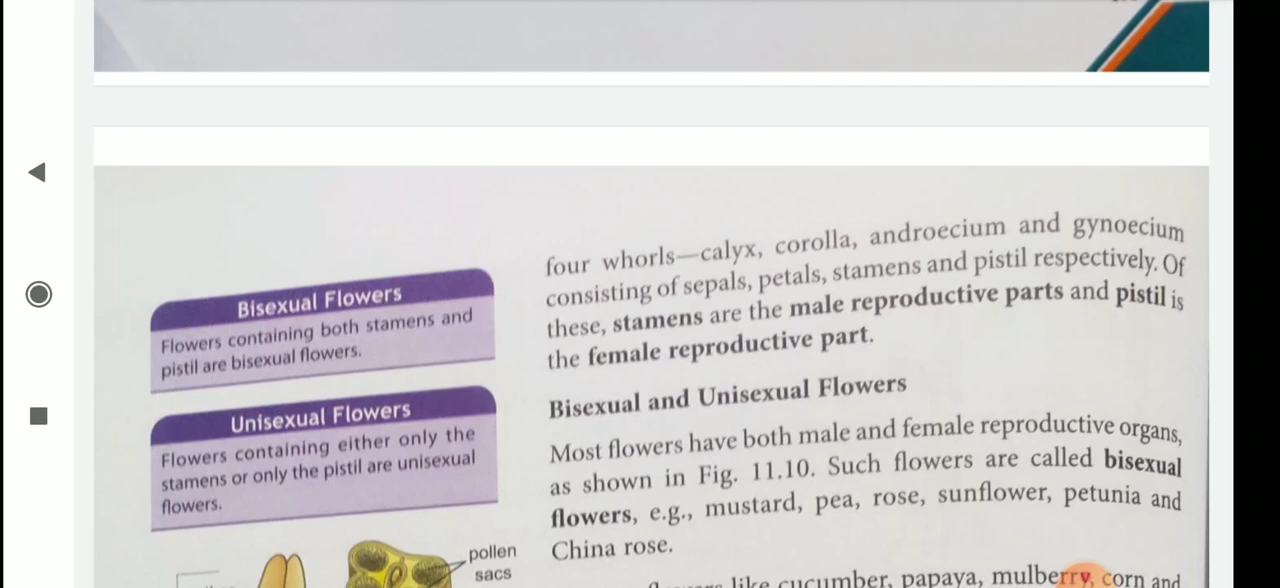 Bisexual Flowers
Flowers containing both stamens and
pistil are bisexual flowers.
Unisexual Flowers
Flowers containing either only the
stamens or only the pistil are unisexual
flowers.
pollen
sacs
four whorls—calyx, corolla, androecium and gynoecium
consisting of sepals, petals, stamens and pistil respectively. Of
these, stamens are the male reproductive parts and pistil is
the female reproductive part.
Bisexual and Unisexual Flowers
Most flowers have both male and female reproductive organs,
as shown in Fig. 11.10. Such flowers are called bisexual
flowers, e.g., mustard, pea, rose, sunflower, petunia and
China rose.
like cucumber, papaya, mulberry, corn and